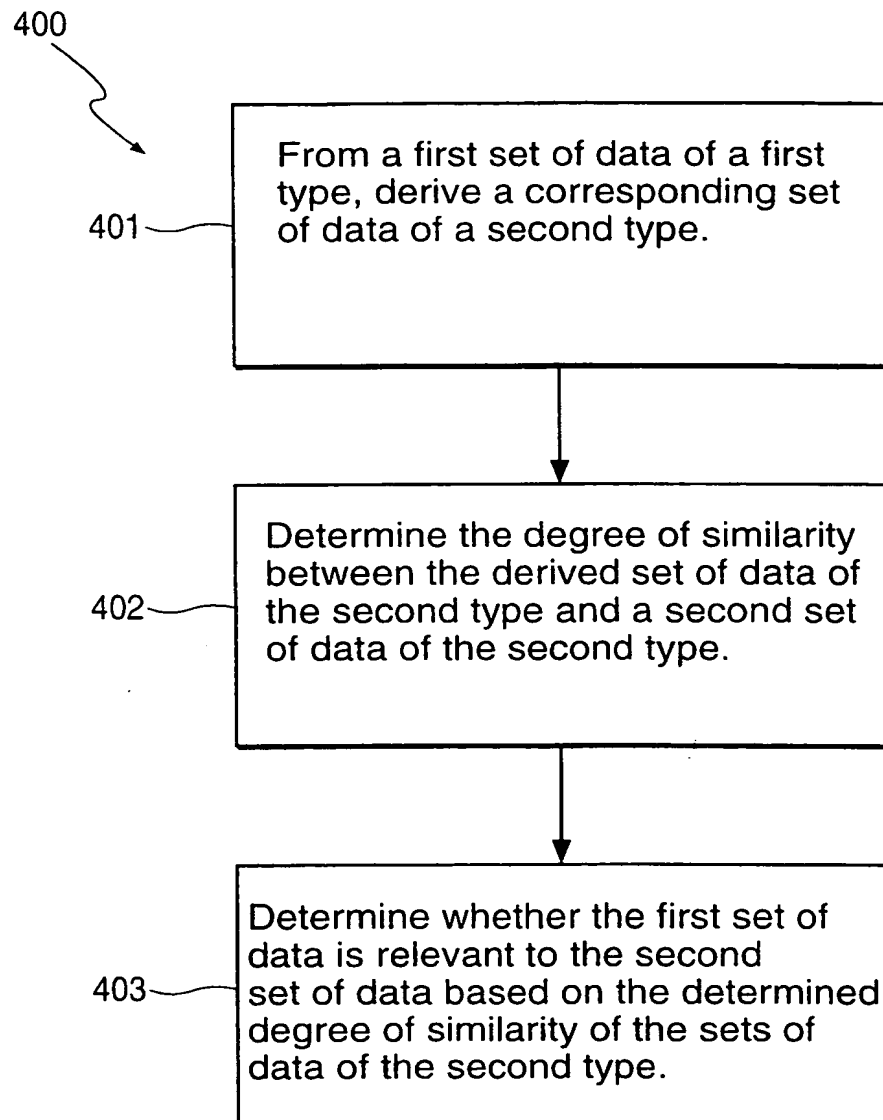 400
From a first set of data of a first
type, derive a corresponding set
of data of a second type.
401
Determine the degree of similarity
between the derived set of data of
the second type and a second set
of data of the second type.
402
Determine whether the first set of
data is relevant to the second
set of data based on the determined
degree of similarity of the sets of
data of the second type.
403